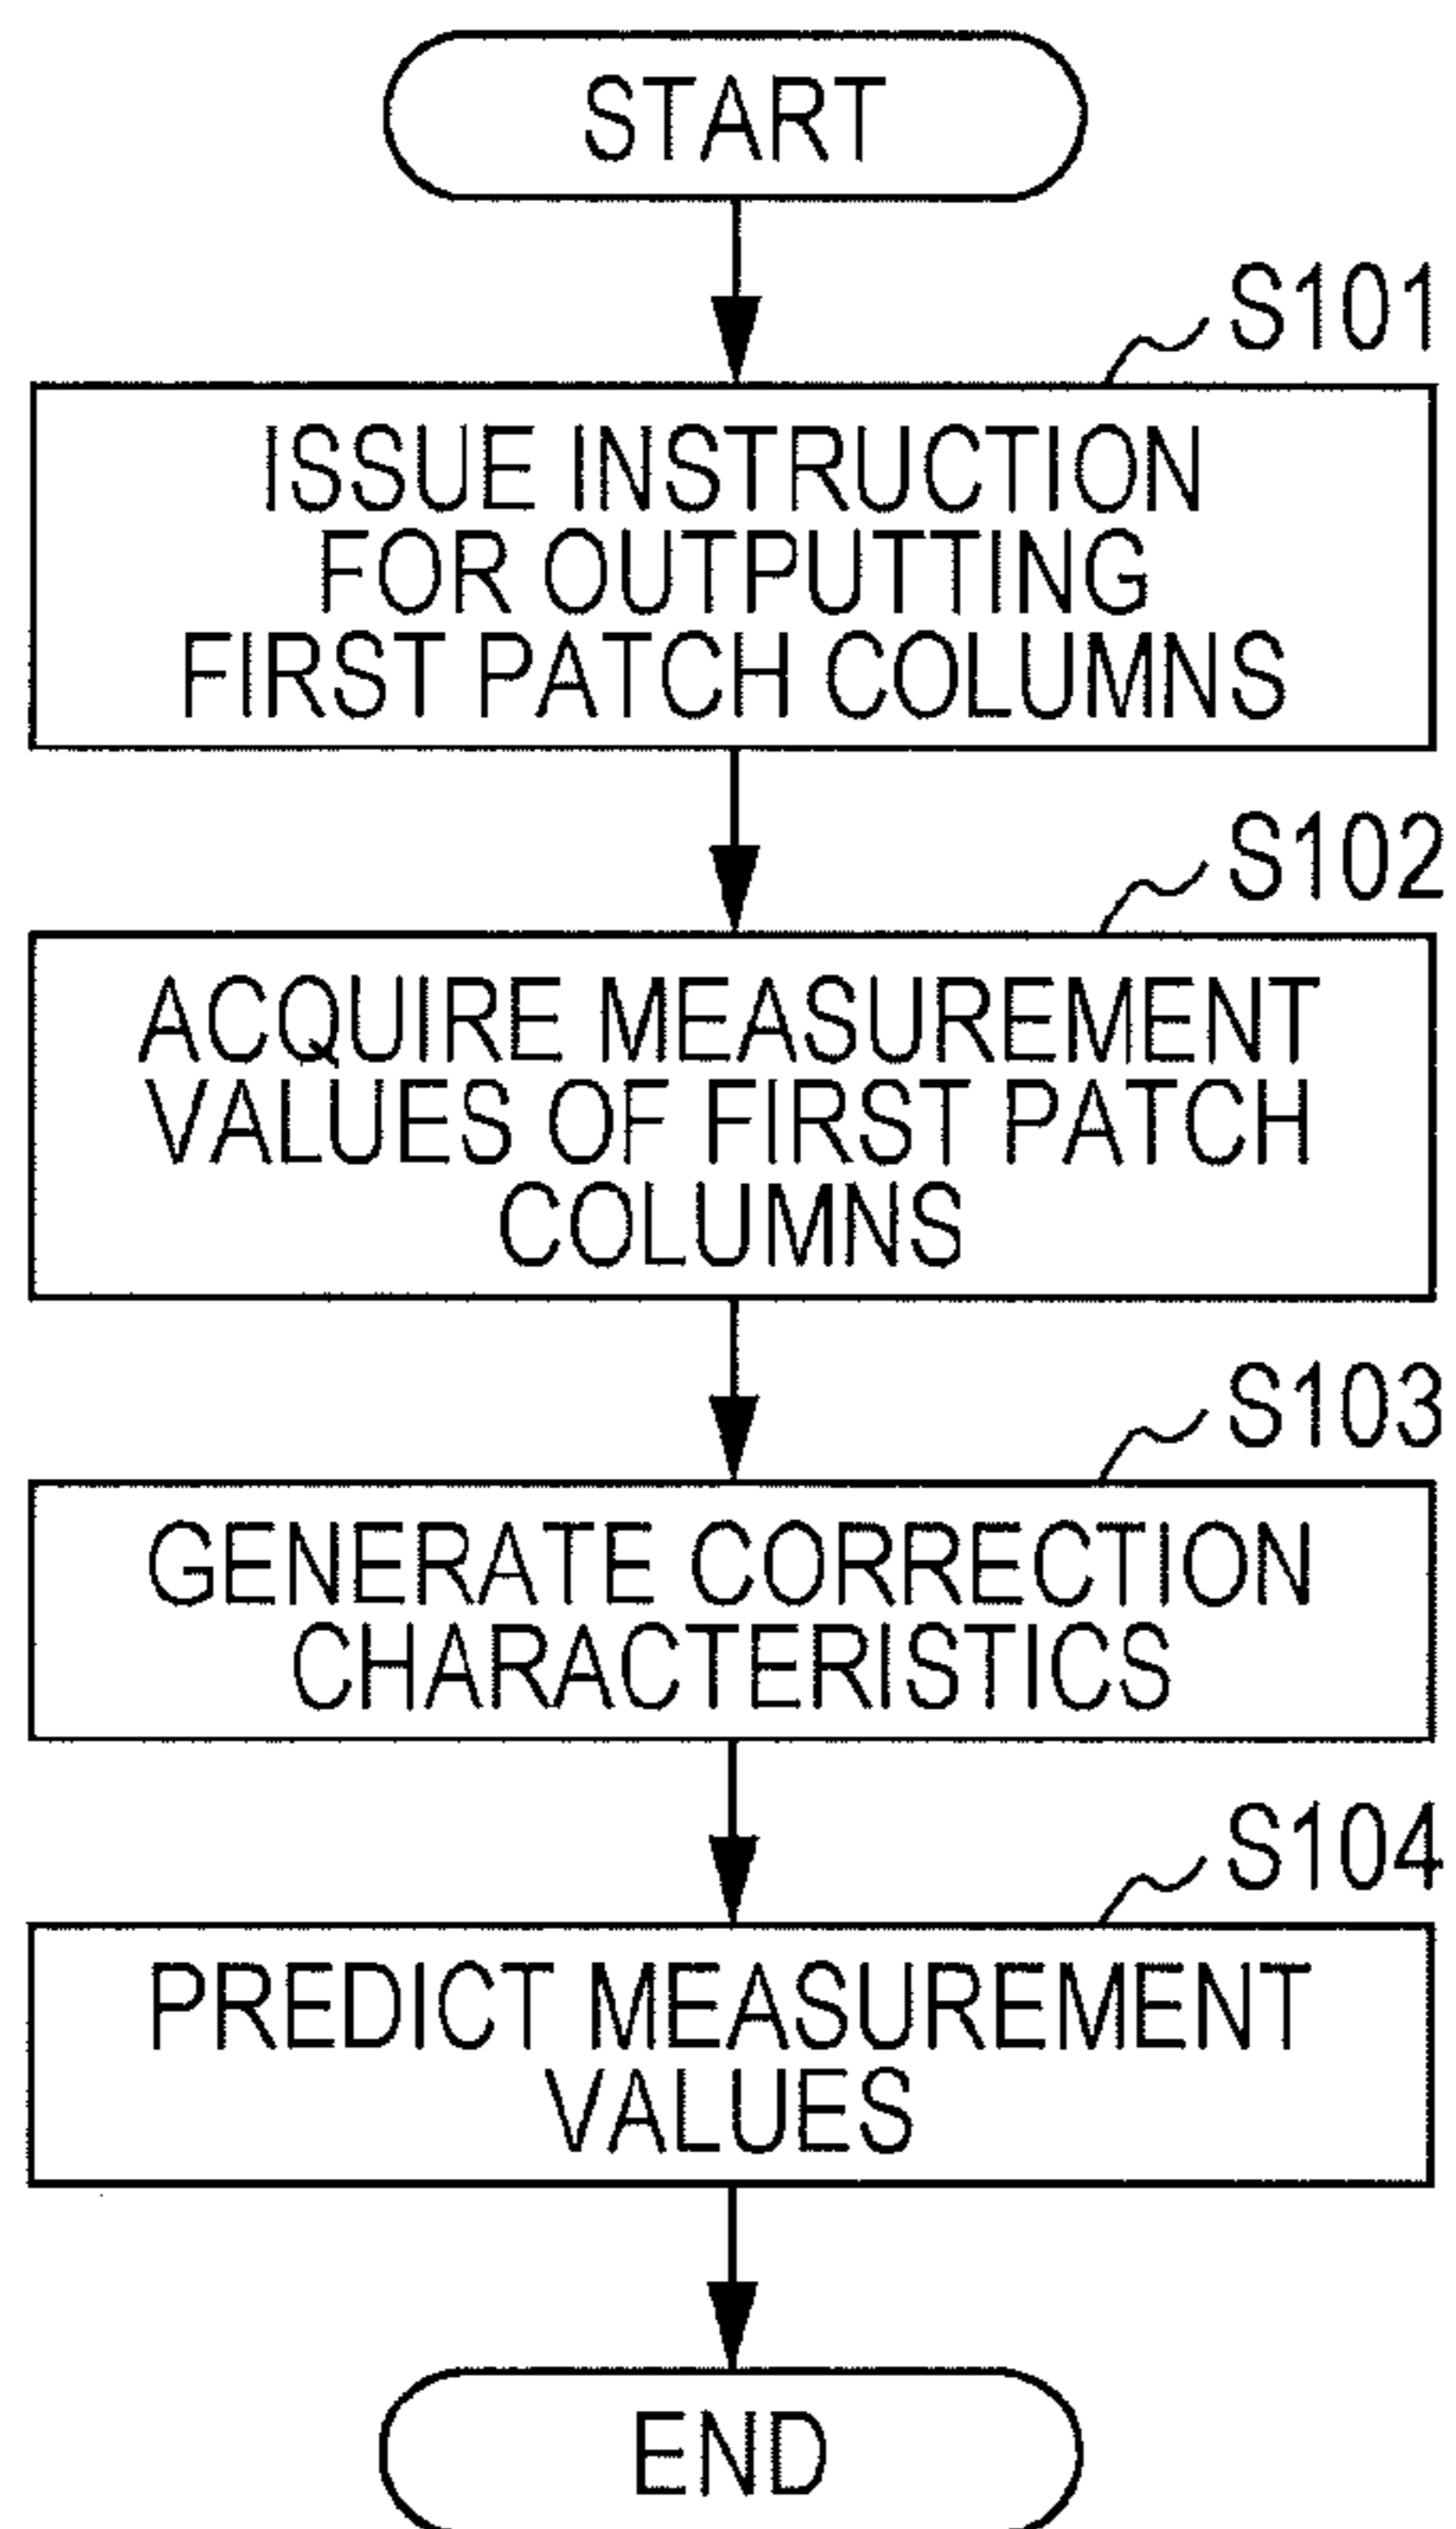 START
S101
ISSUE INSTRUCTION
FOR OUTPUTTING
FIRST PATCH COLUMNS
S102
ACQUIRE MEASUREMENT
VALUES OF FIRST PATCH
COLUMNS
S103
GENERATE CORRECTION
CHARACTERISTICS
S104
PREDICT MEASUREMENT
VALUES
END